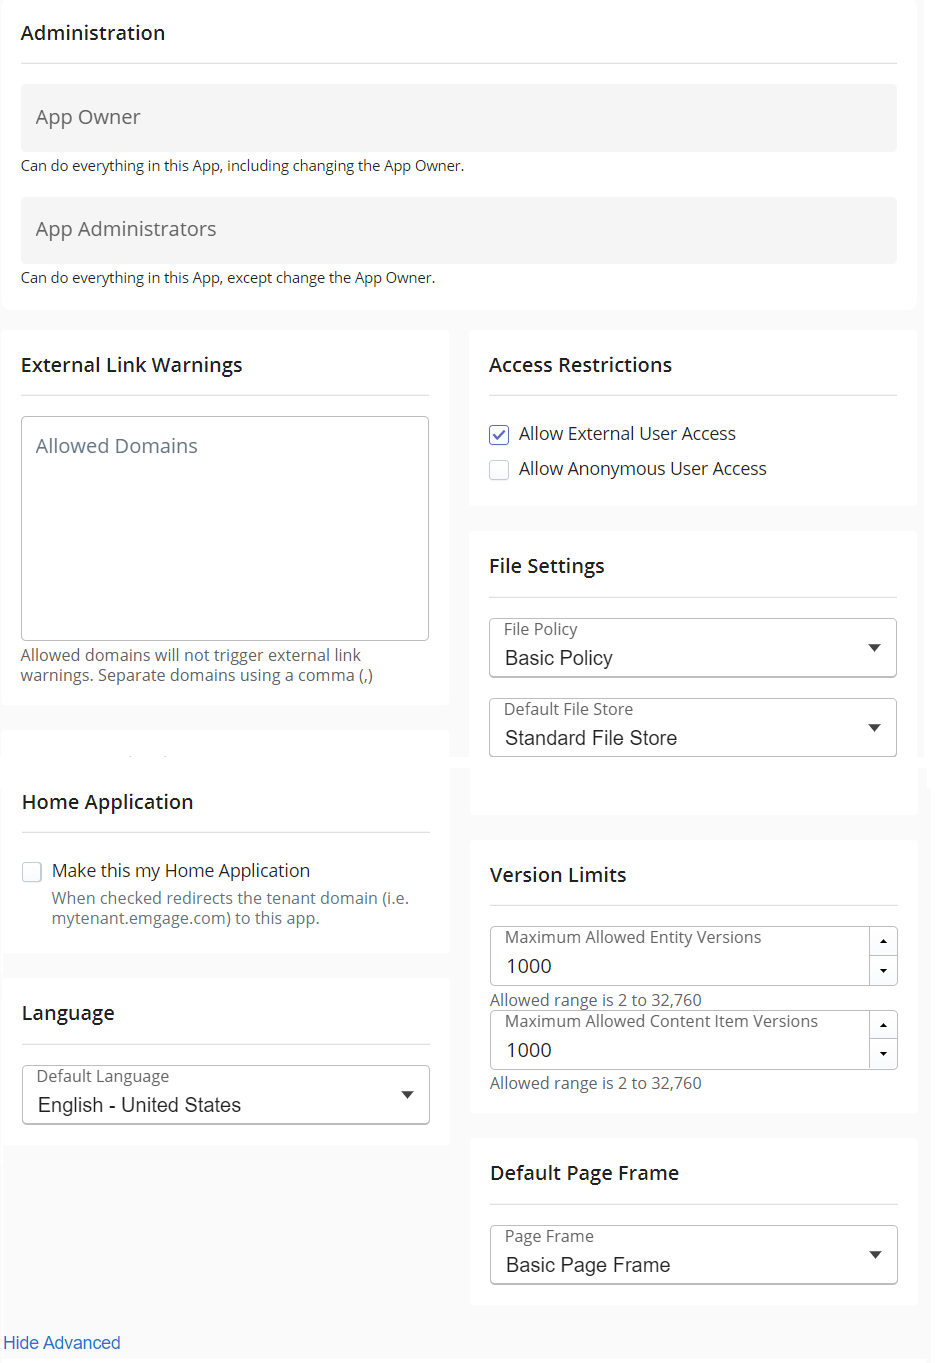 Administration
App Owner
Can do everything in this App, including changing the App Owner.
App Administrators
Can do everything in this App, except change the App Owner.
External Link Warnings
Allowed Domains
Allowed domains will not trigger external link
warnings. Separate domains using a comma (,)
Home Application
Make this my Home Application
When checked redirects the tenant domain (i.e.
mytenant.emgage.com) to this app.
Language
Default Language
English - United States
Access Restrictions
Allow External User Access
Allow Anonymous User Access
File Settings
File Policy
Basic Policy
Default File Store
Standard File Store
Version Limits
Maximum Allowed Entity Versions
1000
Allowed range is 2 to 32,760
Maximum Allowed Content Item Versions
1000
Allowed range is 2 to 32,760
Default Page Frame
Page Frame
Basic Page Frame
Hide Advanced